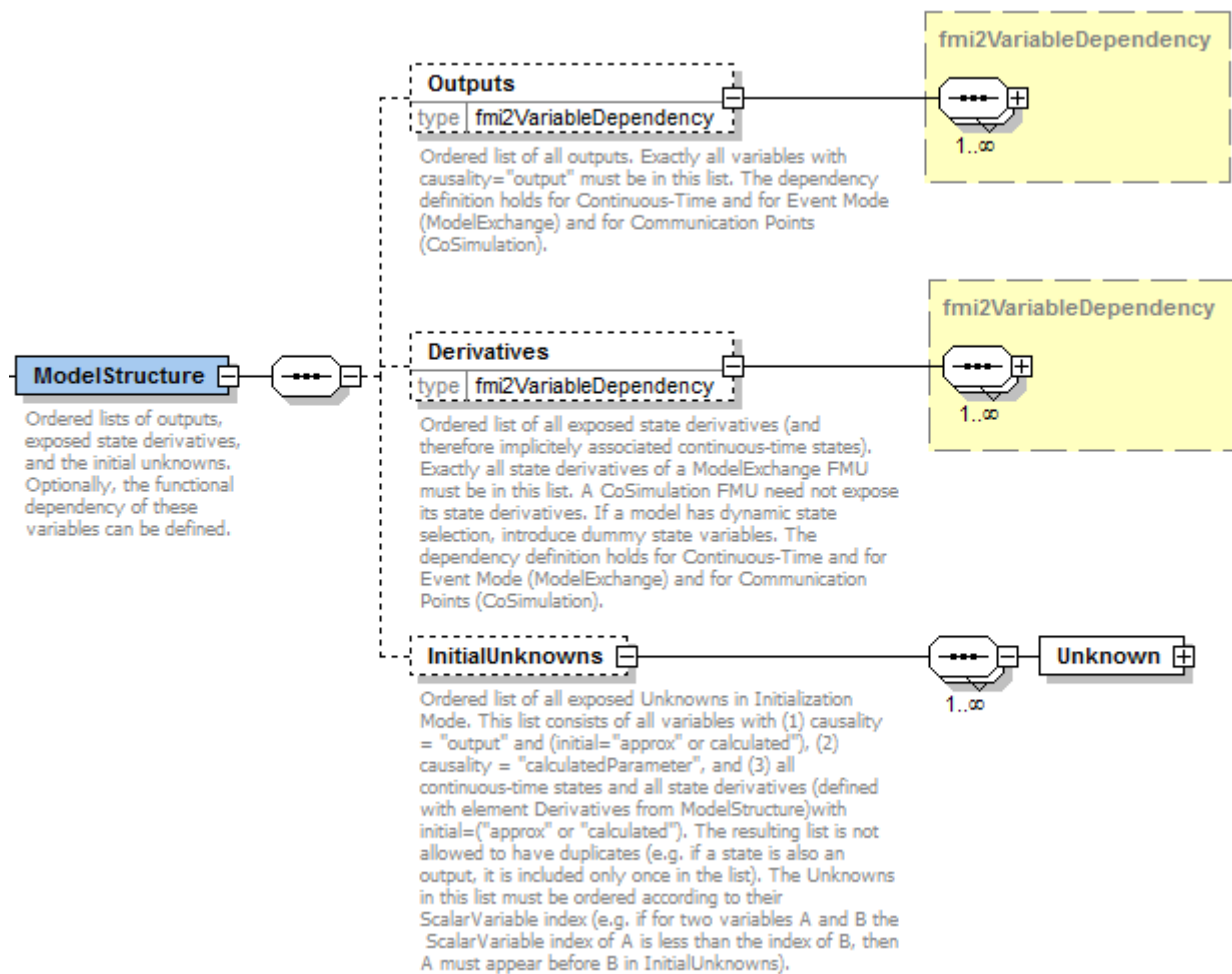 fmi2VariableDependency
Outputs
type fmi2VariableDependency
1..∞
Ordered list of all outputs. Exactly all variables with
causality="output" must be in this list. The dependency
definition holds for Continuous-Time and for Event Mode
(ModelExchange) and for Communication Points
(CoSimulation).
fmi2VariableDependency
Derivatives
type fmi2VariableDependency
1..∞
Ordered list of all exposed state derivatives (and
therefore implicitely associated continuous-time states).
Exactly all state derivatives of a ModelExchange FMU
must be in this list. A CoSimulation FMU need not expose
its state derivatives. If a model has dynamic state
selection, introduce dummy state variables. The
dependency definition holds for Continuous-Time and for
Event Mode (ModelExchange) and for Communication
Points (CoSimulation).
ModelStructure
Ordered lists of outputs,
exposed state derivatives,
and the initial unknowns.
Optionally, the functional
dependency of these
variables can be defined.
InitialUnknowns
Unknown
1..∞
Ordered list of all exposed Unknowns in Initialization
Mode. This list consists of all variables with (1) causality
= "output" and (initial="approx" or calculated"), (2)
causality = "calculatedParameter", and (3) all
continuous-time states and all state derivatives (defined
with element Derivatives from ModelStructure)with
initial=("approx" or "calculated"). The resulting list is not
allowed to have duplicates (e.g. if a state is also an
output, it is included only once in the list). The Unknowns
in this list must be ordered according to their
ScalarVariable index (e.g. if for two variables A and B the
ScalarVariable index of A is less than the index of B, then
A must appear before B in InitialUnknowns).